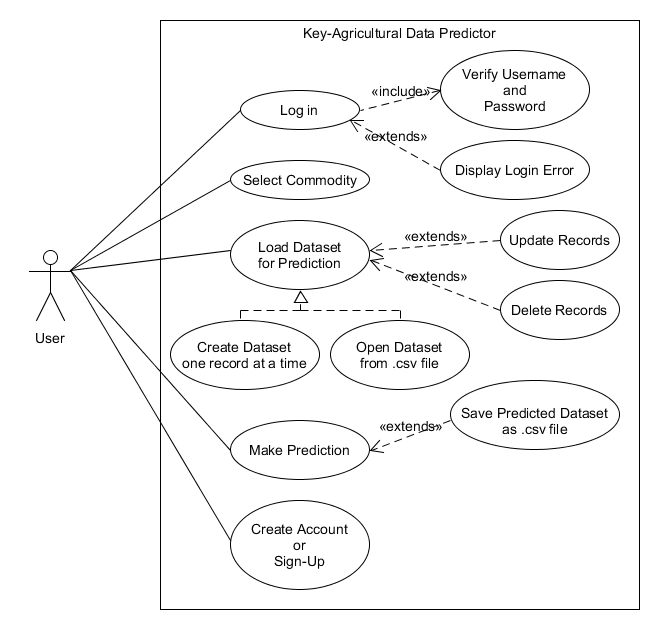 Key-Agricultural Data Predictor
Verify Username
and
Password
«include»
Log in
«extends»
Display Login Error
Select Commodity
Load Dataset
for Prediction
«extends»
Update Records
«extends»
Delete Records
User
Create Dataset
one record at a time
Open Dataset
from .csv file
Save Predicted Dataset
as .csv file
«extends»
Make Prediction
Create Account
or
Sign-Up